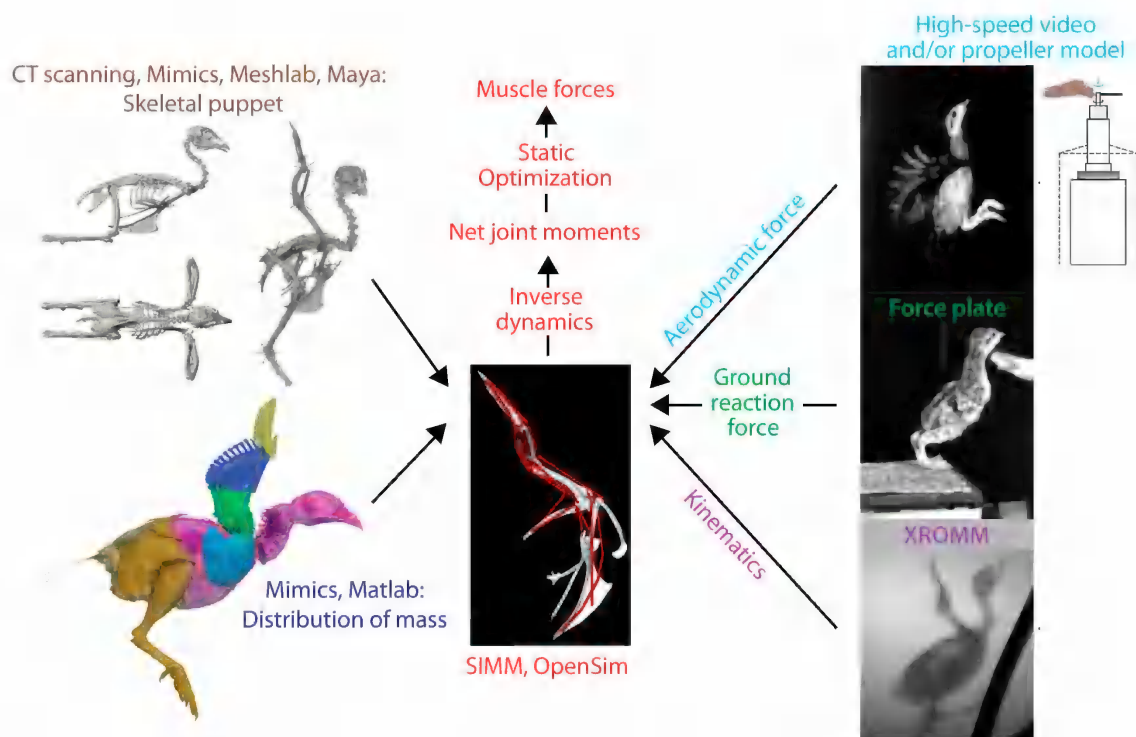 High-speed video
and/or propeller model
CT scanning, Mimics, Meshlab, Maya:
Skeletal puppet
Muscle forces
Static
Optimization
Net joint moments
Inverse
dynamics
Aerodynamic force
Force plate
Ground
reaction
force
Kinematics
XROMM
Mimics, Matlab:
Distribution of mass
SIMM, OpenSim